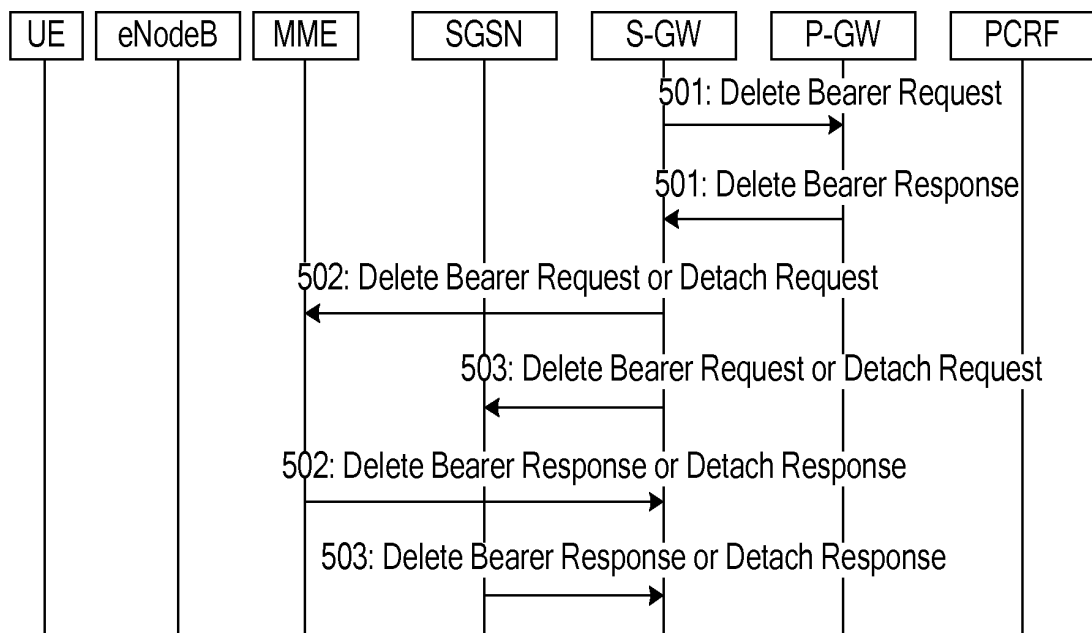 UE eNodeB MME SGSN S-GW P-GW PCRF
501: Delete Bearer Request
501: Delete Bearer Response
502: Delete Bearer Request or Detach Request
503: Delete Bearer Request or Detach Request
502: Delete Bearer Response or Detach Response
503: Delete Bearer Response or Detach Response